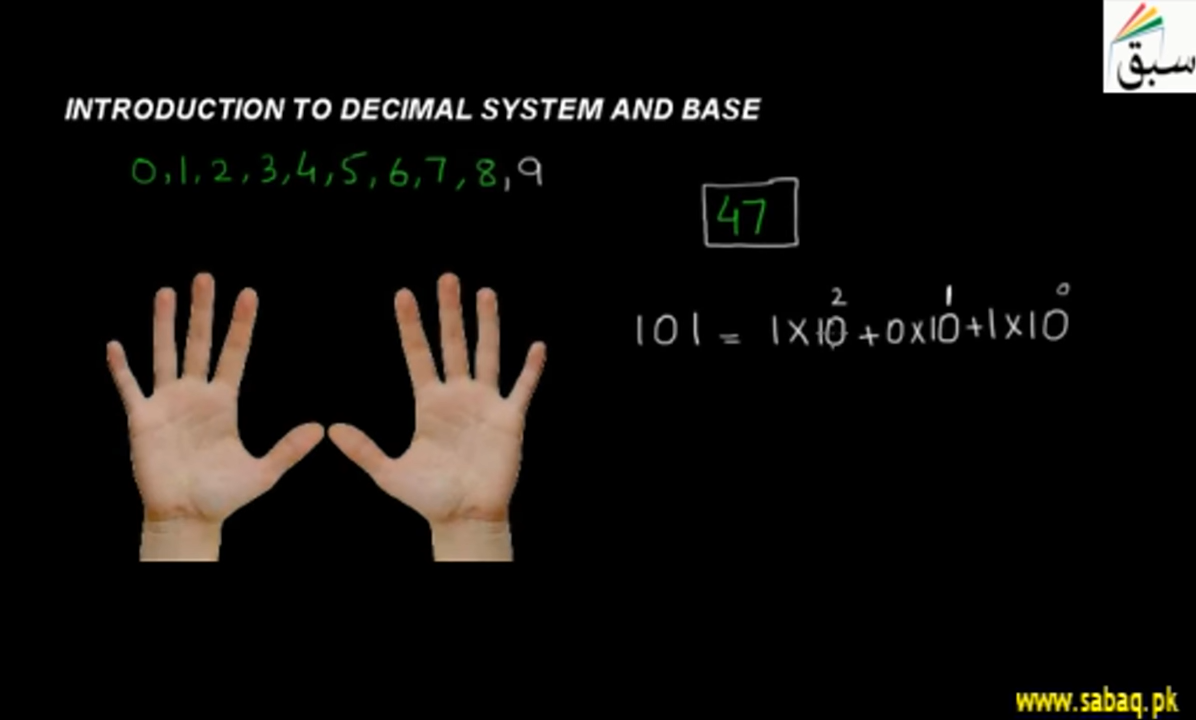 سبق
INTRODUCTION TO DECIMAL SYSTEM AND BASE
0,1,2,3,4,5,6,7,8,9
47
101 = 1×10² + 0×10¹ + 1×10⁰
www.sabaq.pk